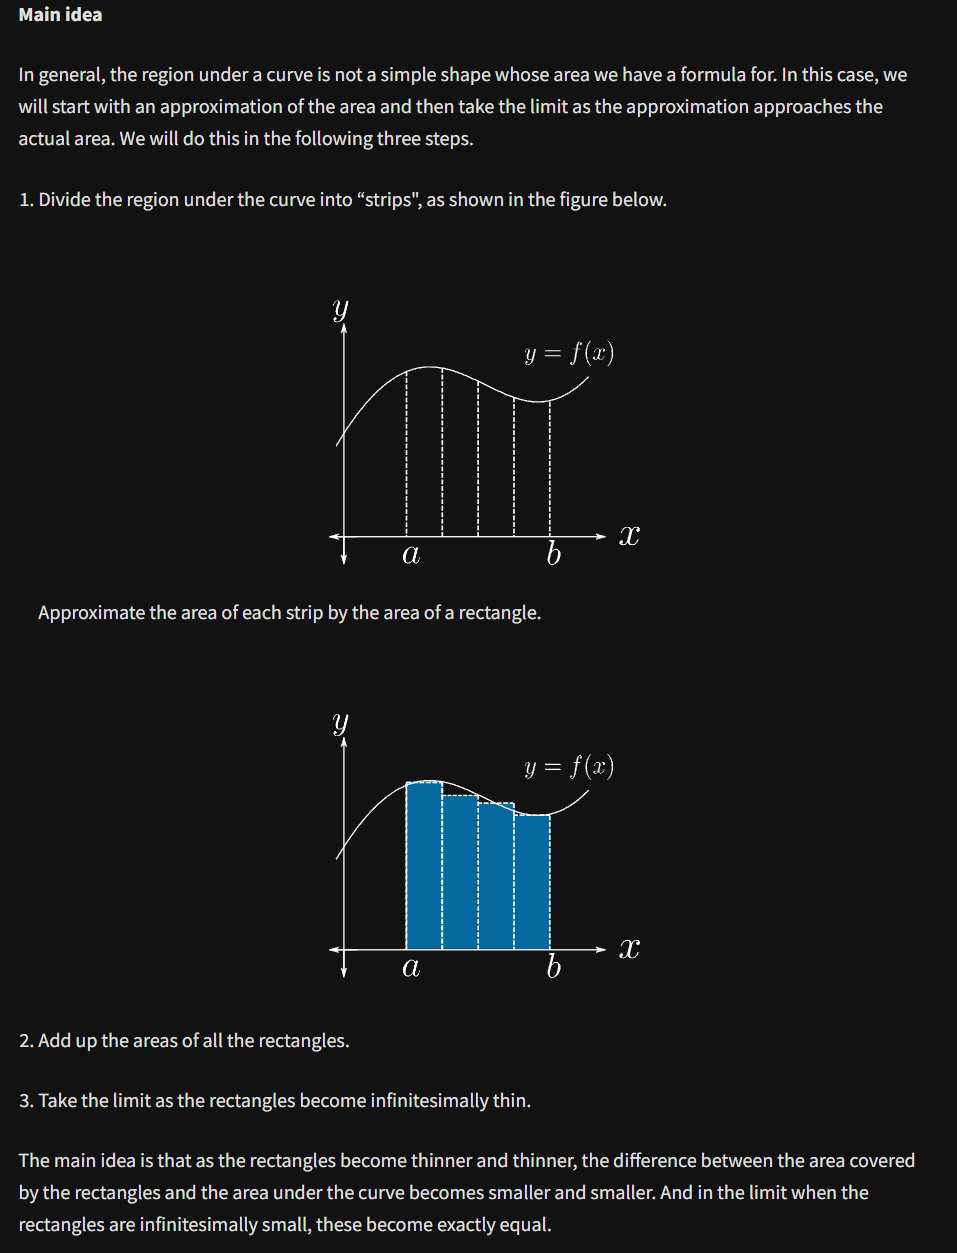 Main idea
In general, the region under a curve is not a simple shape whose area we have a formula for. In this case, we
will start with an approximation of the area and then take the limit as the approximation approaches the
actual area. We will do this in the following three steps.
1. Divide the region under the curve into “strips", as shown in the figure below.
y
y = f(x)
x
a
b
Approximate the area of each strip by the area of a rectangle.
y
y = f(x)
x
a
b
2. Add up the areas of all the rectangles.
3. Take the limit as the rectangles become infinitesimally thin.
The main idea is that as the rectangles become thinner and thinner, the difference between the area covered
by the rectangles and the area under the curve becomes smaller and smaller. And in the limit when the
rectangles are infinitesimally small, these become exactly equal.